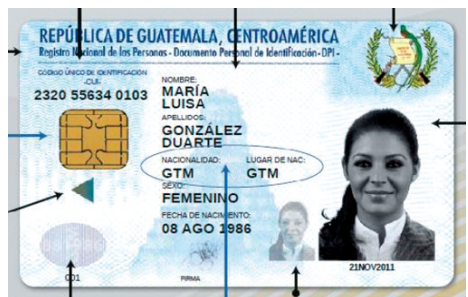 REPÚBLICA DE GUATEMALA, CENTROAMÉRICA
Registro Nacional de las Personas - Documento Personal de Identificación - DPI -
CÓDIGO ÚNICO DE IDENTIFICACIÓN
-CUI-
2320 55634 0103
NOMBRE:
MARÍA
LUISA
APELLIDOS:
GONZÁLEZ
DUARTE
NACIONALIDAD: LUGAR DE NAC:
GTM GTM
SEXO:
FEMENINO
FECHA DE NACIMIENTO:
08 AGO 1986
001
FIRMA
21NOV2011